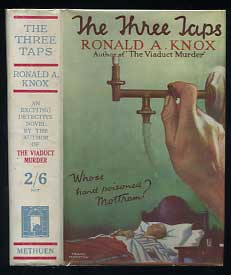 THE
THREE
TAPS
RONALD A.
KNOX
AN
EXCITING
DETECTIVE
NOVEL
BY THE
AUTHOR
OF
THE VIADUCT
MURDER
2/6
NET
METHUEN
The Three Taps
RONALD A. KNOX
Author of "The Viaduct Murder"
Whose
hand poisoned
Mottram?